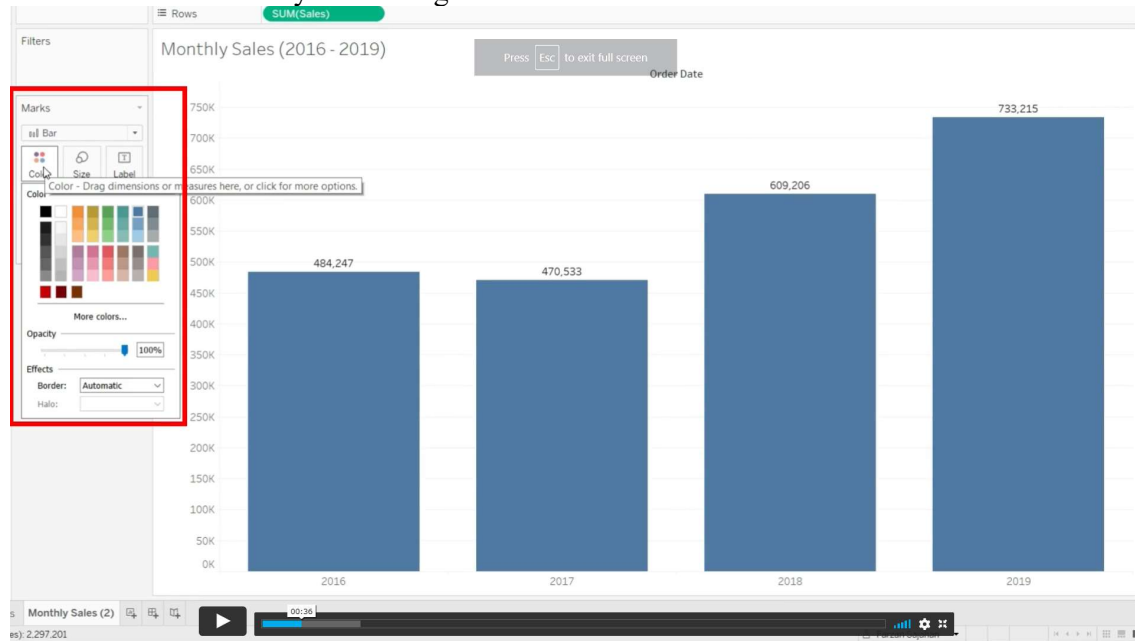 Rows SUM(Sales)
Filters
Monthly Sales (2016 - 2019)
Press Esc to exit full screen
Order Date
Marks
Bar
Color Size Label
Color - Drag dimensions or measures here, or click for more options.
Color
More colors...
Opacity
100%
Effects
Border: Automatic
Halo:
750K
700K
650K
600K
550K
500K
450K
400K
350K
300K
250K
200K
150K
100K
50K
0K
484,247
470,533
609,206
733,215
2016 2017 2018 2019
Monthly Sales (2)
00:36
es): 2,297,201